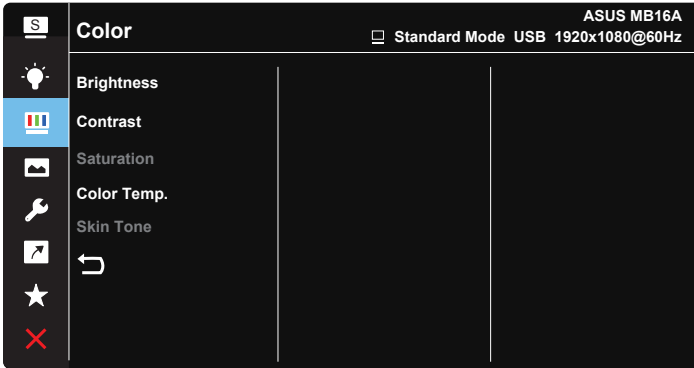 S
Color
ASUS MB16A
Standard Mode USB 1920x1080@60Hz
Brightness
Contrast
Saturation
Color Temp.
Skin Tone